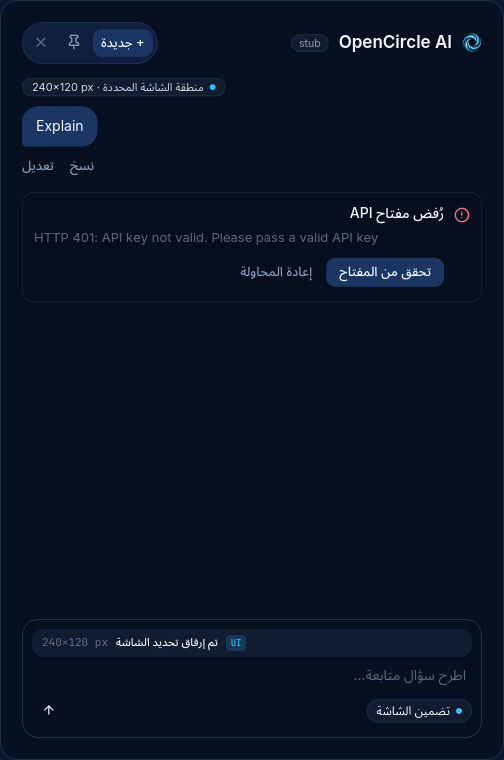 OpenCircle AI
stub
+ جديدة
منطقة الشاشة المحددة · 240×120 px
Explain
نسخ
تعديل
رُفض مفتاح API
HTTP 401: API key not valid. Please pass a valid API key
تحقق من المفتاح
إعادة المحاولة
UI تم إرفاق تحديد الشاشة 240×120 px
اطرح سؤال متابعة...
تضمين الشاشة